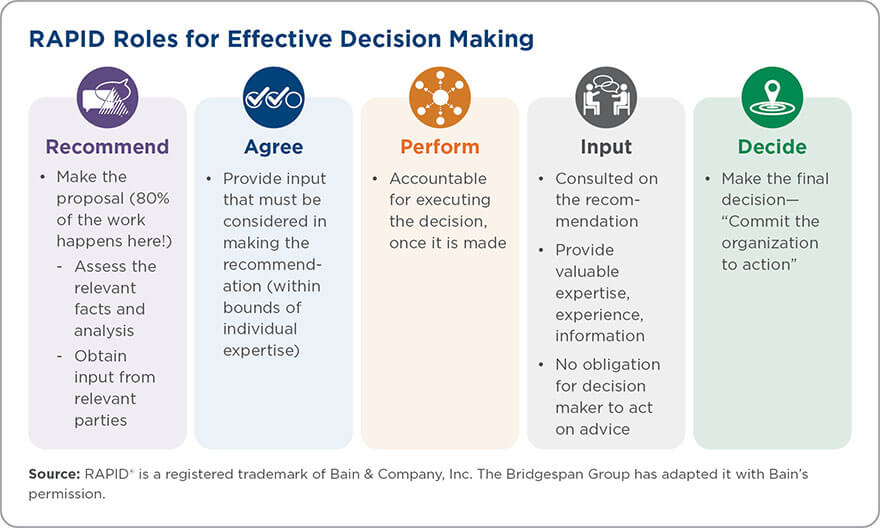 RAPID Roles for Effective Decision Making
Recommend
• Make the
proposal (80%
of the work
happens here!)
- Assess the
relevant
facts and
analysis
- Obtain
input from
relevant
parties
Agree
• Provide input
that must be
considered in
making the
recommend-
ation (within
bounds of
individual
expertise)
Perform
• Accountable
for executing
the decision,
once it is made
Input
• Consulted on
the recom-
mendation
• Provide
valuable
expertise,
experience,
information
• No obligation
for decision
maker to act
on advice
Decide
• Make the final
decision—
“Commit the
organization
to action”
Source: RAPID® is a registered trademark of Bain & Company, Inc. The Bridgespan Group has adapted it with Bain’s
permission.